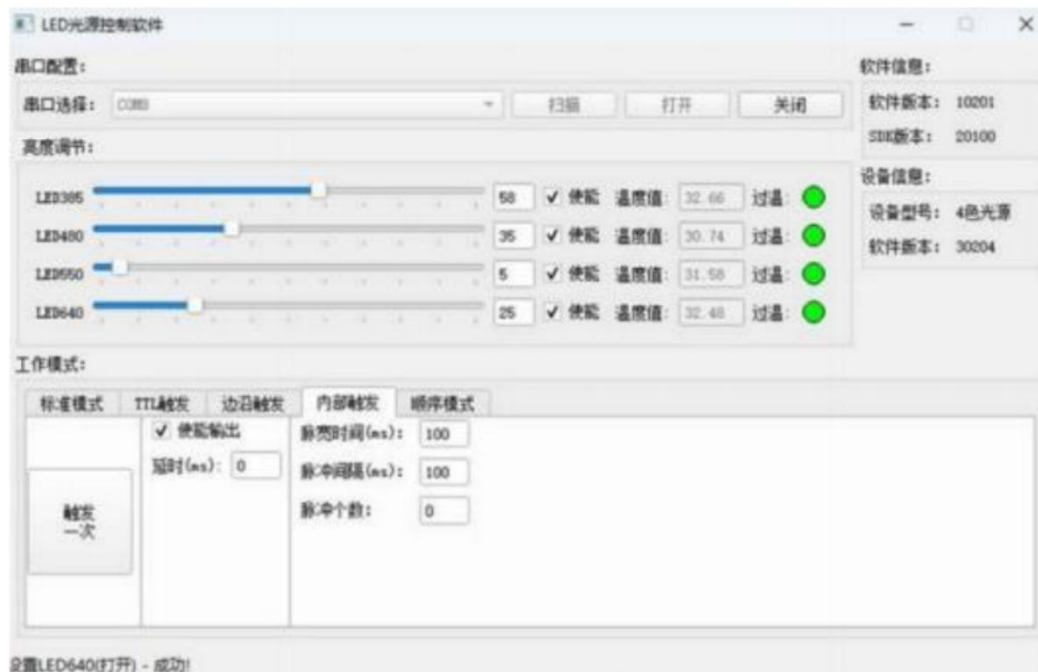 LED光源控制软件
串口配置:
串口选择: COM8 扫描 打开 关闭
亮度调节:
LED385 58 使能 温度值: 32.66 过温:
LED480 35 使能 温度值: 30.74 过温:
LED550 5 使能 温度值: 31.58 过温:
LED640 25 使能 温度值: 32.48 过温:
软件信息:
软件版本: 10201
SDK版本: 20100
设备信息:
设备型号: 4色光源
软件版本: 30204
工作模式:
标准模式 TTL触发 边沿触发 内部触发 顺序模式
触发
一次
使能输出
延时(ms): 0
脉宽时间(ms): 100
脉冲间隔(ms): 100
脉冲个数: 0
设置LED640(打开) - 成功!